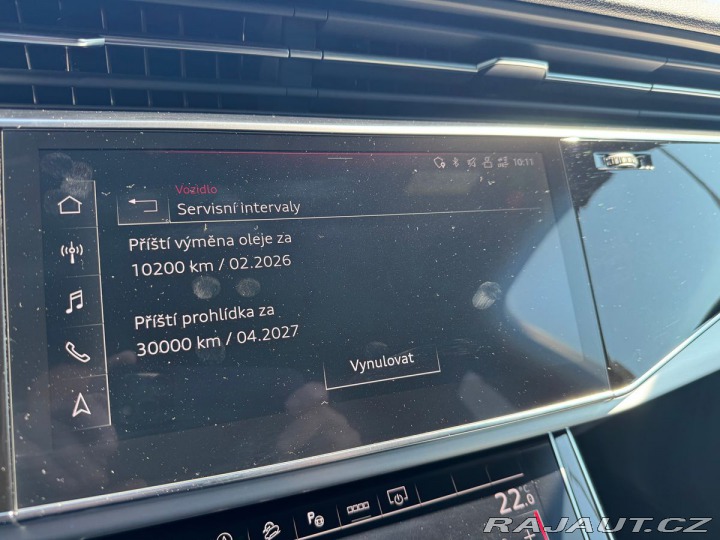 10:11
Vozidlo
Servisní intervaly
Příští výměna oleje za
10200 km / 02.2026
Příští prohlídka za
30000 km / 04.2027
Vynulovat
22.0 °C
RAJAUT.CZ